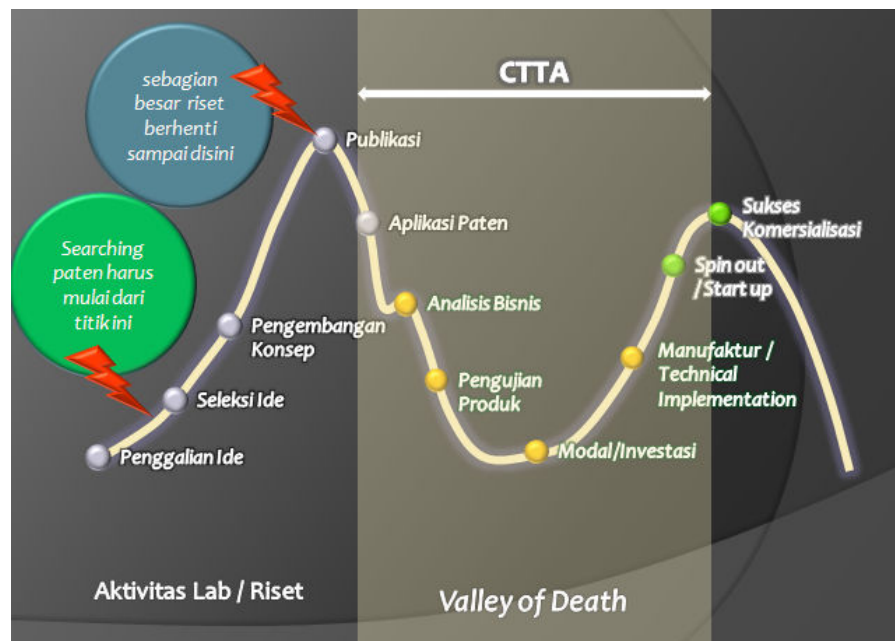 CTTA
sebagian
besar riset
berhenti
sampai disini
Publikasi
Searching
paten harus
mulai dari
titik ini
Aplikasi Paten
Sukses
Komersialisasi
Spin out
/Start up
Analisis Bisnis
Pengembangan
Konsep
Manufaktur /
Technical
Implementation
Pengujian
Produk
Seleksi Ide
Modal/Investasi
Penggalian Ide
Aktivitas Lab / Riset
Valley of Death